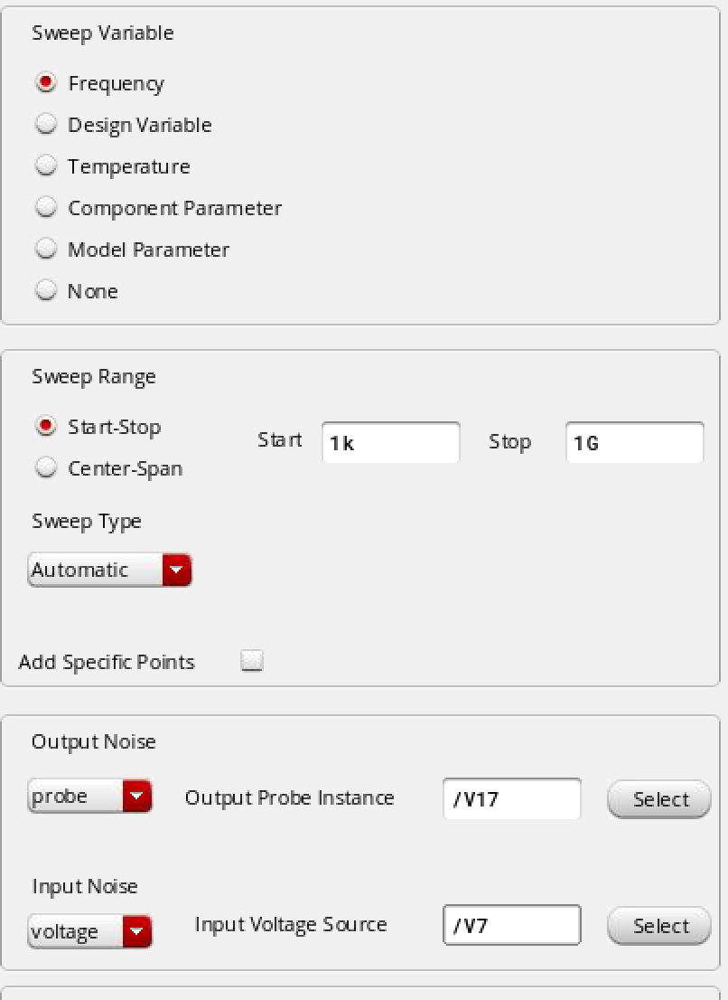 Sweep Variable
Frequency
Design Variable
Temperature
Component Parameter
Model Parameter
None
Sweep Range
Start-Stop
Start 1k Stop 1G
Center-Span
Sweep Type
Automatic
Add Specific Points
Output Noise
probe Output Probe Instance /V17 Select
Input Noise
voltage Input Voltage Source /V7 Select